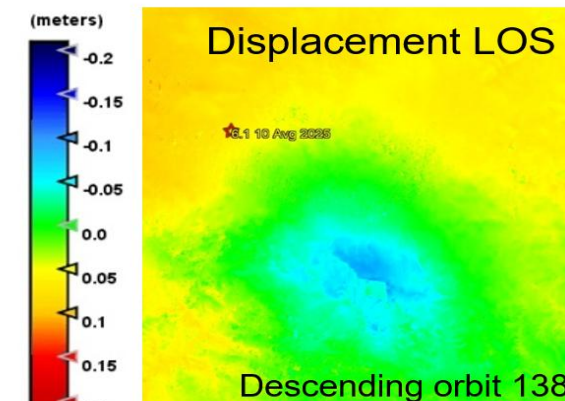 (meters)
-0.2
-0.15
-0.1
-0.05
0.0
0.05
0.1
0.15
Displacement LOS
6.1 10 Avg 2025
Descending orbit 138